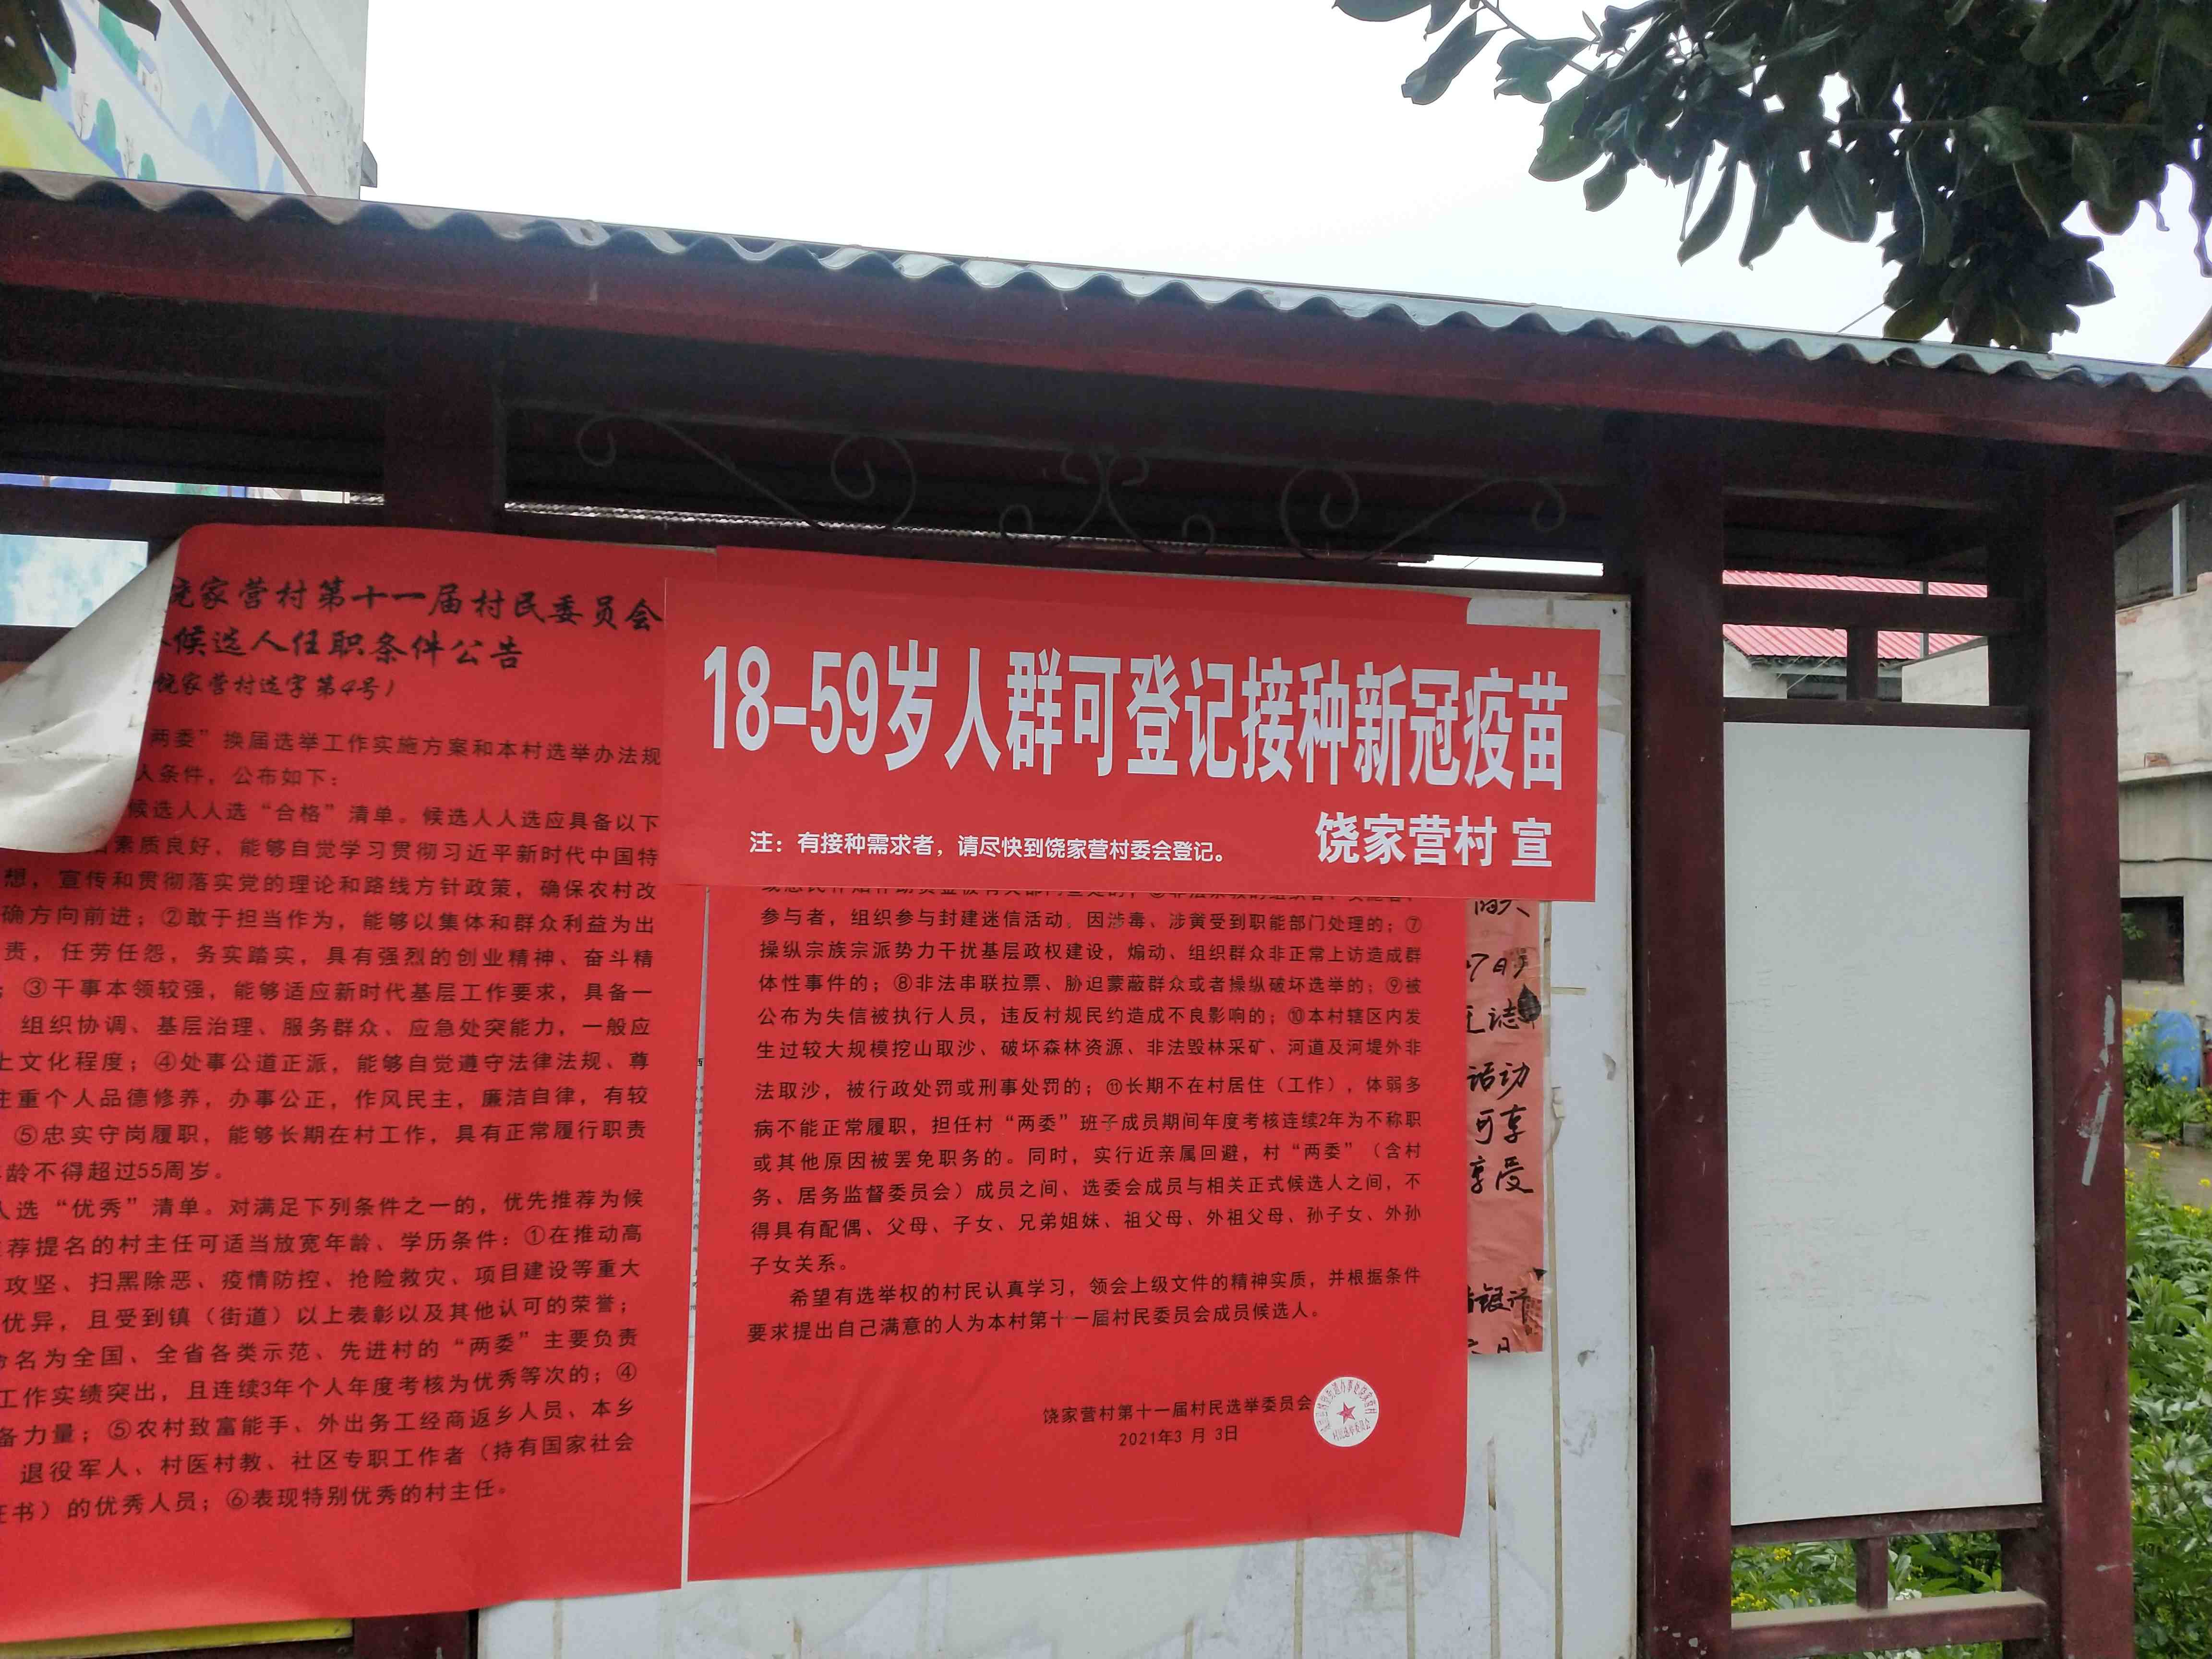 饶家营村第十一届村民委员会
候选人任职条件公告
饶家营村选字第4号）
两委”换届选举工作实施方案和本村选举办法规
人条件，公布如下：
候选人人选“合格”清单。候选人人选应具备以下
素质良好，能够自觉学习贯彻习近平新时代中国特
想，宣传和贯彻落实党的理论和路线方针政策，确保农村改
确方向前进；②敢于担当作为，能够以集体和群众利益为出
责，任劳任怨，务实踏实，具有强烈的创业精神、奋斗精
；③干事本领较强，能够适应新时代基层工作要求，具备一
组织协调、基层治理、服务群众、应急处突能力，一般应
上文化程度；④处事公道正派，能够自觉遵守法律法规、尊
注重个人品德修养，办事公正，作风民主，廉洁自律，有较
⑤忠实守岗履职，能够长期在村工作，具有正常履行职责
年龄不得超过55周岁。
人选“优秀”清单。对满足下列条件之一的，优先推荐为候
推荐提名的村主任可适当放宽年龄、学历条件：①在推动高
攻坚、扫黑除恶、疫情防控、抢险救灾、项目建设等重大
优异，且受到镇（街道）以上表彰以及其他认可的荣誉；
命名为全国、全省各类示范、先进村的“两委”主要负责
工作实绩突出，且连续3年个人年度考核为优秀等次的；④
备力量；⑤农村致富能手、外出务工经商返乡人员、本乡
退役军人、村医村教、社区专职工作者（持有国家社会
证书）的优秀人员；⑥表现特别优秀的村主任。
18-59岁人群可登记接种新冠疫苗
注：有接种需求者，请尽快到饶家营村委会登记。
饶家营村 宣
参与者，组织参与封建迷信活动，因涉毒、涉黄受到职能部门处理的；⑦
操纵宗族宗派势力干扰基层政权建设，煽动、组织群众非正常上访造成群
体性事件的；⑧非法串联拉票、胁迫蒙蔽群众或者操纵破坏选举的；⑨被
公布为失信被执行人员，违反村规民约造成不良影响的；⑩本村辖区内发
生过较大规模挖山取沙、破坏森林资源、非法毁林采矿、河道及河堤外非
法取沙，被行政处罚或刑事处罚的；⑪长期不在村居住（工作），体弱多
病不能正常履职，担任村“两委”班子成员期间年度考核连续2年为不称职
或其他原因被罢免职务的。同时，实行近亲属回避，村“两委”（含村
务、居务监督委员会）成员之间、选委会成员与相关正式候选人之间，不
得具有配偶、父母、子女、兄弟姐妹、祖父母、外祖父母、孙子女、外孙
子女关系。
希望有选举权的村民认真学习，领会上级文件的精神实质，并根据条件
要求提出自己满意的人为本村第十一届村民委员会成员候选人。
饶家营村第十一届村民选举委员会
2021年3月3日
活动
可享
享受
银行